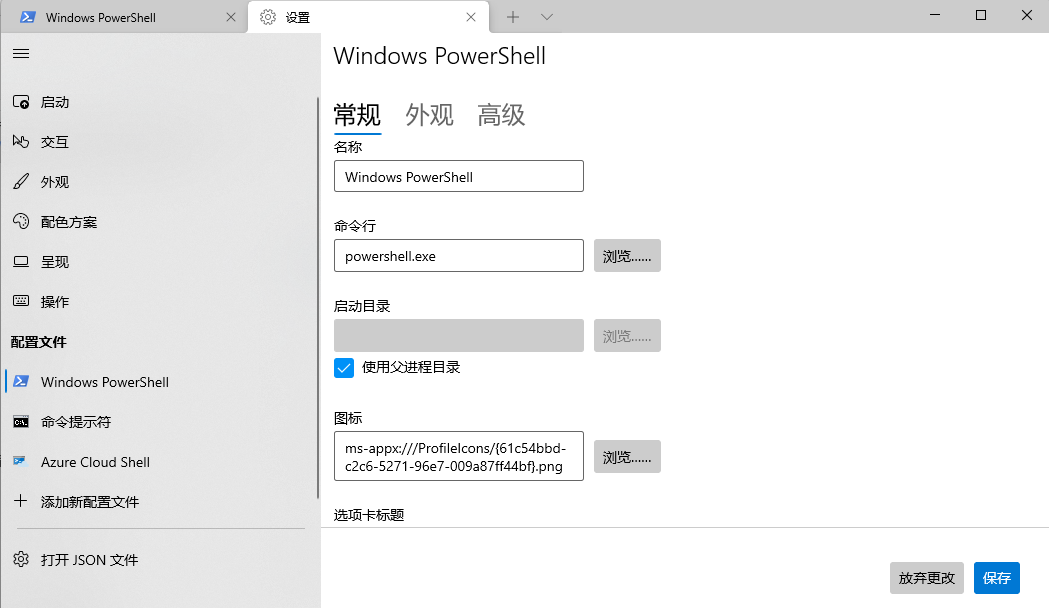 Windows PowerShell
设置
启动
交互
外观
配色方案
呈现
操作
配置文件
Windows PowerShell
命令提示符
Azure Cloud Shell
添加新配置文件
打开 JSON 文件
Windows PowerShell
常规 外观 高级
名称
Windows PowerShell
命令行
powershell.exe
浏览......
启动目录
浏览......
使用父进程目录
图标
ms-appx:///ProfileIcons/{61c54bbd-
c2c6-5271-96e7-009a87ff44bf}.png
浏览......
选项卡标题
放弃更改
保存